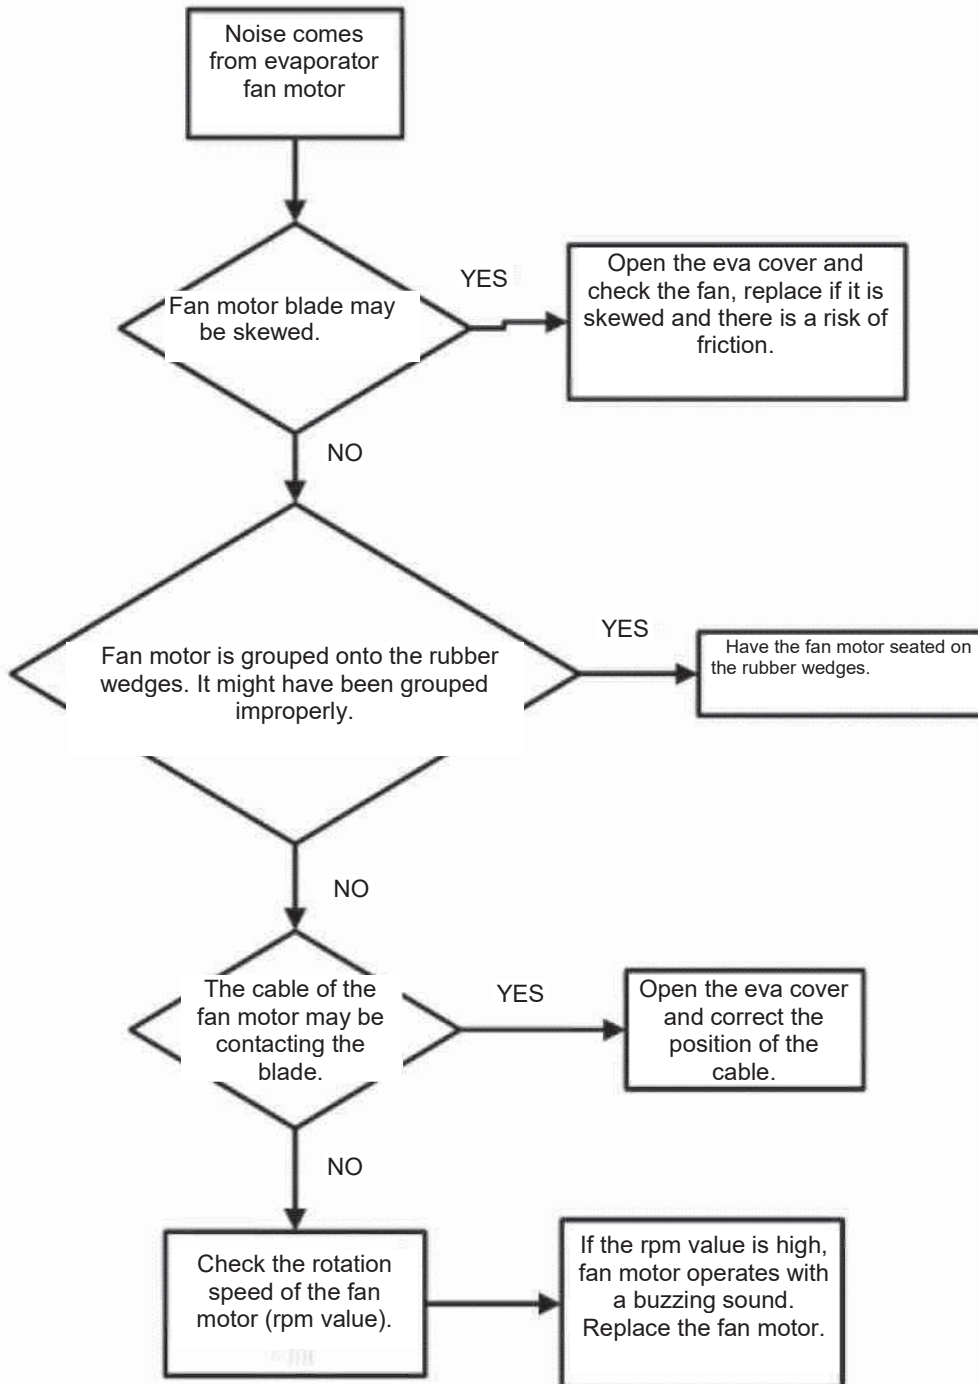 Noise comes
from evaporator
fan motor
Fan motor blade may
be skewed.
YES
Open the eva cover and
check the fan, replace if it is
skewed and there is a risk of
friction.
NO
Fan motor is grouped onto the rubber
wedges. It might have been grouped
improperly.
YES
Have the fan motor seated on
the rubber wedges.
NO
The cable of the
fan motor may be
contacting the
blade.
YES
Open the eva cover
and correct the
position of the
cable.
NO
Check the rotation
speed of the fan
motor (rpm value).
If the rpm value is high,
fan motor operates with
a buzzing sound.
Replace the fan motor.